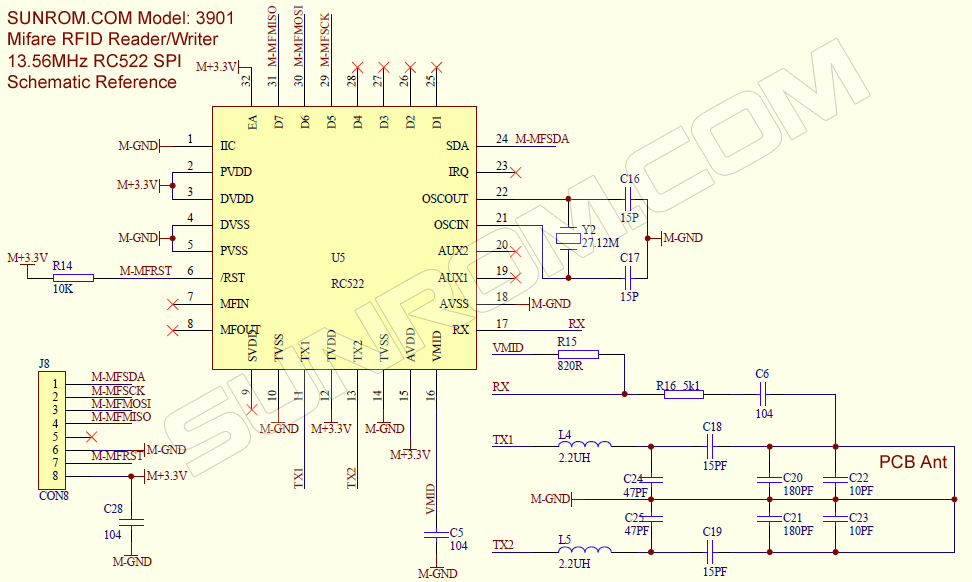 SUNROM.COM Model: 3901
Mifare RFID Reader/Writer
13.56MHz RC522 SPI
Schematic Reference
M+3.3V
M-MFMISO
M-MFMOSI
M-MFSCK
32
31
30
29
28
27
26
25
EA
D7
D6
D5
D4
D3
D2
D1
M-GND
1
IIC
2
PVDD
M+3.3V
3
DVDD
4
DVSS
M-GND
5
PVSS
M+3.3V
R14
10K
M-MFRST
6
/RST
7
MFIN
8
MFOUT
U5
RC522
SDA
24
M-MFSDA
IRQ
23
OSCOUT
22
OSCIN
21
AUX2
20
AUX1
19
AVSS
18
M-GND
RX
17
RX
C16
15P
Y2
27.12M
M-GND
C17
15P
SVDD
TVSS
TX1
TVDD
TX2
TVSS
AVDD
VMID
9
10
11
12
13
14
15
16
M-GND
M+3.3V
M-GND
M+3.3V
TX1
TX2
VMID
C5
104
M-GND
J8
1
M-MFSDA
2
M-MFSCK
3
M-MFMOSI
4
M-MFMISO
5
6
M-GND
7
M-MFRST
8
M+3.3V
CON8
C28
104
M-GND
VMID
R15
820R
RX
R16 5k1
C6
104
TX1
L4
2.2UH
C18
15PF
PCB Ant
C24
47PF
C20
180PF
C22
10PF
M-GND
C25
47PF
C21
180PF
C23
10PF
TX2
L5
2.2UH
C19
15PF
SUNROM.COM